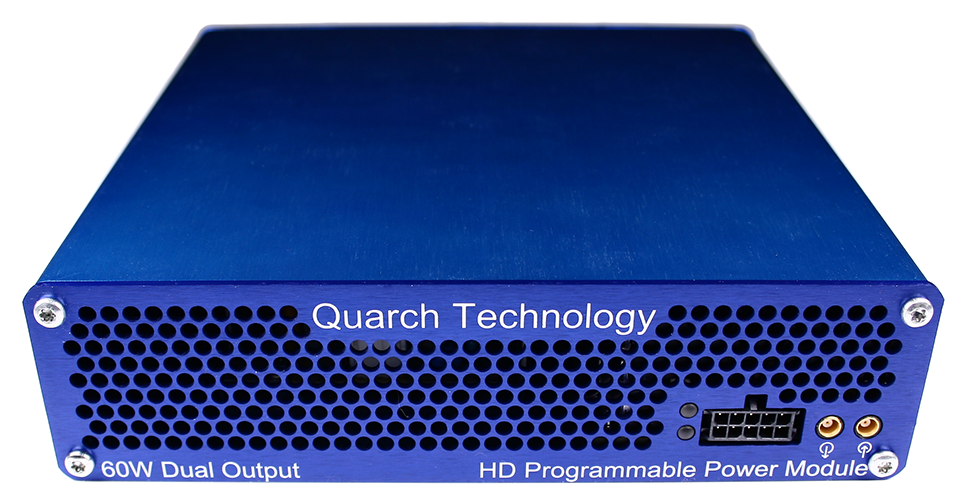 Quarch Technology
60W Dual Output
HD Programmable Power Module